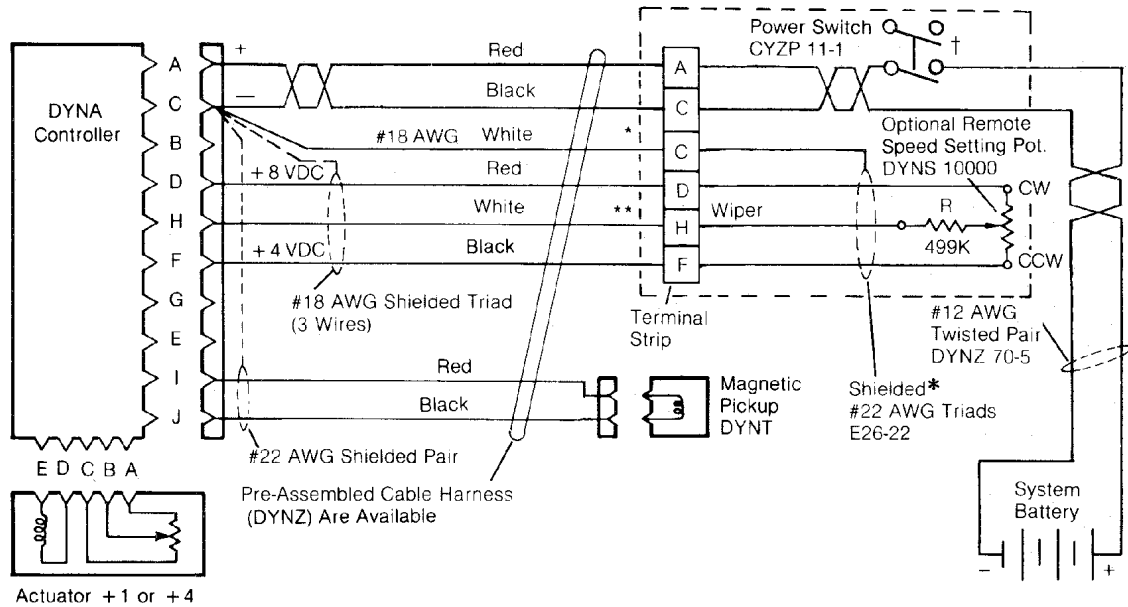 DYNA
Controller
A
C
B
D
H
F
G
E
I
J
E D C B A
+
—
Red
Black
#18 AWG White *
+ 8 VDC Red
White **
+ 4 VDC Black
#18 AWG Shielded Triad
(3 Wires)
Red
Black
#22 AWG Shielded Pair
Pre-Assembled Cable Harness
(DYNZ) Are Available
A
C
C
D
H
F
Terminal
Strip
Power Switch
CYZP 11-1
†
Optional Remote
Speed Setting Pot.
DYNS 10000
CW
Wiper
R
499K
CCW
#12 AWG
Twisted Pair
DYNZ 70-5
Shielded*
#22 AWG Triads
E26-22
Magnetic
Pickup
DYNT
System
Battery
– +
Actuator +1 or +4